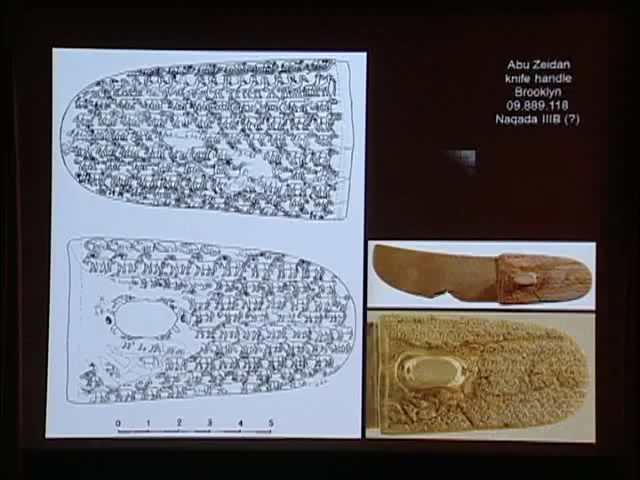 Abu Zeidan
knife handle
Brooklyn
09.889.118
Naqada IIIB (?)
0 1 2 3 4 5